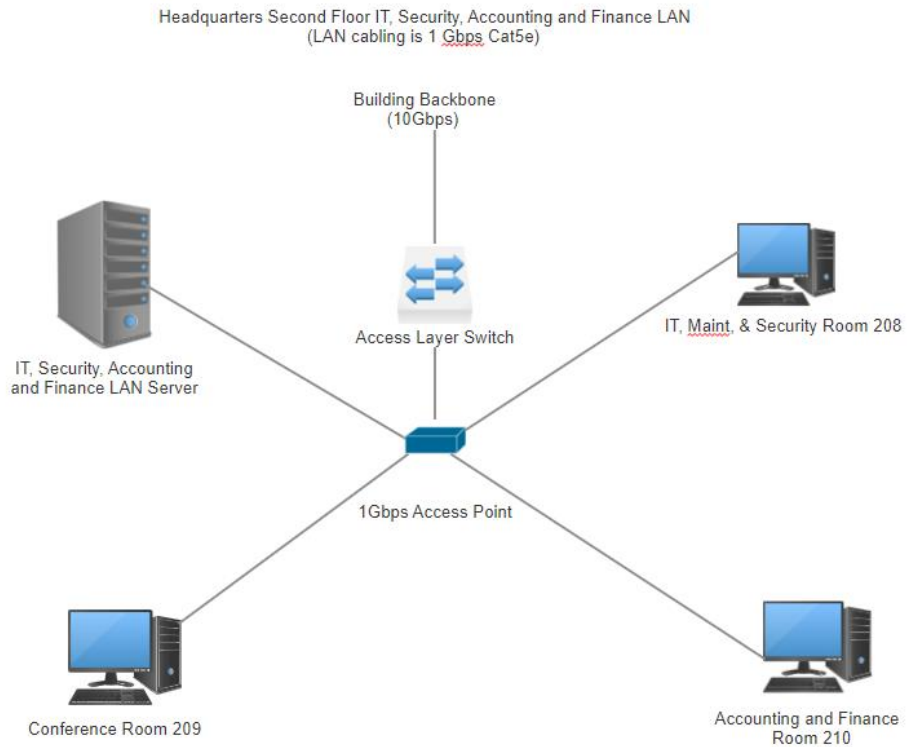 Headquarters Second Floor IT, Security, Accounting and Finance LAN
(LAN cabling is 1 Gbps Cat5e)
Building Backbone
(10Gbps)
Access Layer Switch
IT, Maint, & Security Room 208
IT, Security, Accounting
and Finance LAN Server
1Gbps Access Point
Conference Room 209
Accounting and Finance
Room 210